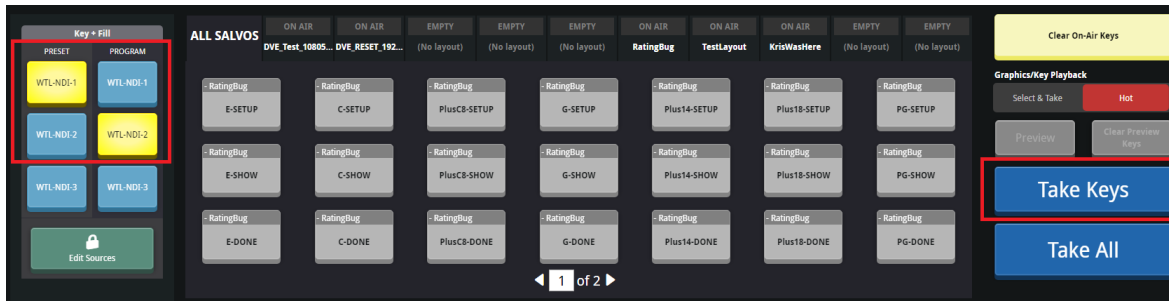 Key + Fill
PRESET PROGRAM
WTL-NDI-1 WTL-NDI-1
WTL-NDI-2 WTL-NDI-2
WTL-NDI-3 WTL-NDI-3
Edit Sources
ALL SALVOS
ON AIR ON AIR EMPTY EMPTY EMPTY ON AIR ON AIR ON AIR EMPTY EMPTY
DVE_Test_10805... DVE_RESET_192... (No layout) (No layout) (No layout) RatingBug TestLayout KrisWasHere (No layout) (No layout)
- RatingBug - RatingBug - RatingBug - RatingBug - RatingBug - RatingBug - RatingBug
E-SETUP C-SETUP PlusC8-SETUP G-SETUP Plus14-SETUP Plus18-SETUP PG-SETUP
- RatingBug - RatingBug - RatingBug - RatingBug - RatingBug - RatingBug - RatingBug
E-SHOW C-SHOW PlusC8-SHOW G-SHOW Plus14-SHOW Plus18-SHOW PG-SHOW
- RatingBug - RatingBug - RatingBug - RatingBug - RatingBug - RatingBug - RatingBug
E-DONE C-DONE PlusC8-DONE G-DONE Plus14-DONE Plus18-DONE PG-DONE
1 of 2
Clear On-Air Keys
Graphics/Key Playback
Select & Take Hot
Preview Clear Preview
Keys
Take Keys
Take All